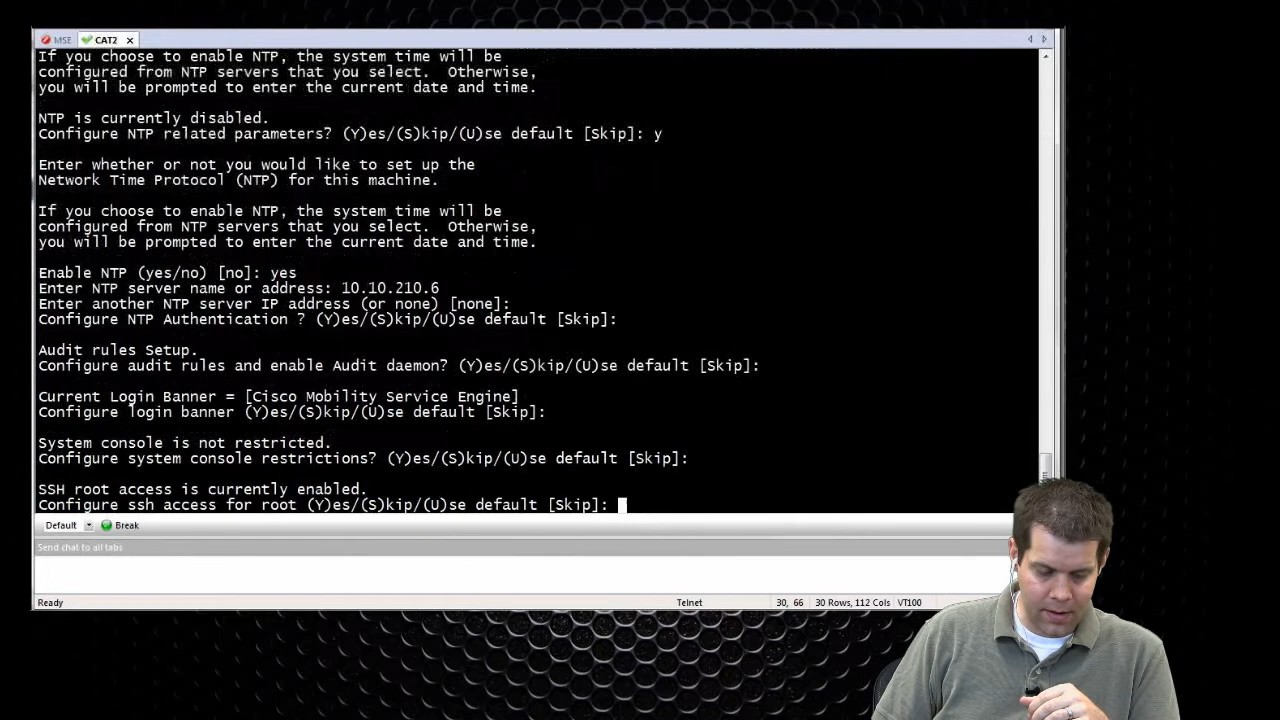 MSE CAT2
If you choose to enable NTP, the system time will be
configured from NTP servers that you select.  Otherwise,
you will be prompted to enter the current date and time.
NTP is currently disabled.
Configure NTP related parameters? (Y)es/(S)kip/(U)se default [Skip]: y
Enter whether or not you would like to set up the
Network Time Protocol (NTP) for this machine.
If you choose to enable NTP, the system time will be
configured from NTP servers that you select.  Otherwise,
you will be prompted to enter the current date and time.
Enable NTP (yes/no) [no]: yes
Enter NTP server name or address: 10.10.210.6
Enter another NTP server IP address (or none) [none]:
Configure NTP Authentication ? (Y)es/(S)kip/(U)se default [Skip]:
Audit rules Setup.
Configure audit rules and enable Audit daemon? (Y)es/(S)kip/(U)se default [Skip]:
Current Login Banner = [Cisco Mobility Service Engine]
Configure login banner (Y)es/(S)kip/(U)se default [Skip]:
System console is not restricted.
Configure system console restrictions? (Y)es/(S)kip/(U)se default [Skip]:
SSH root access is currently enabled.
Configure ssh access for root (Y)es/(S)kip/(U)se default [Skip]:
Default Break
Send chat to all tabs
Ready Telnet 30, 66 30 Rows, 112 Cols VT100